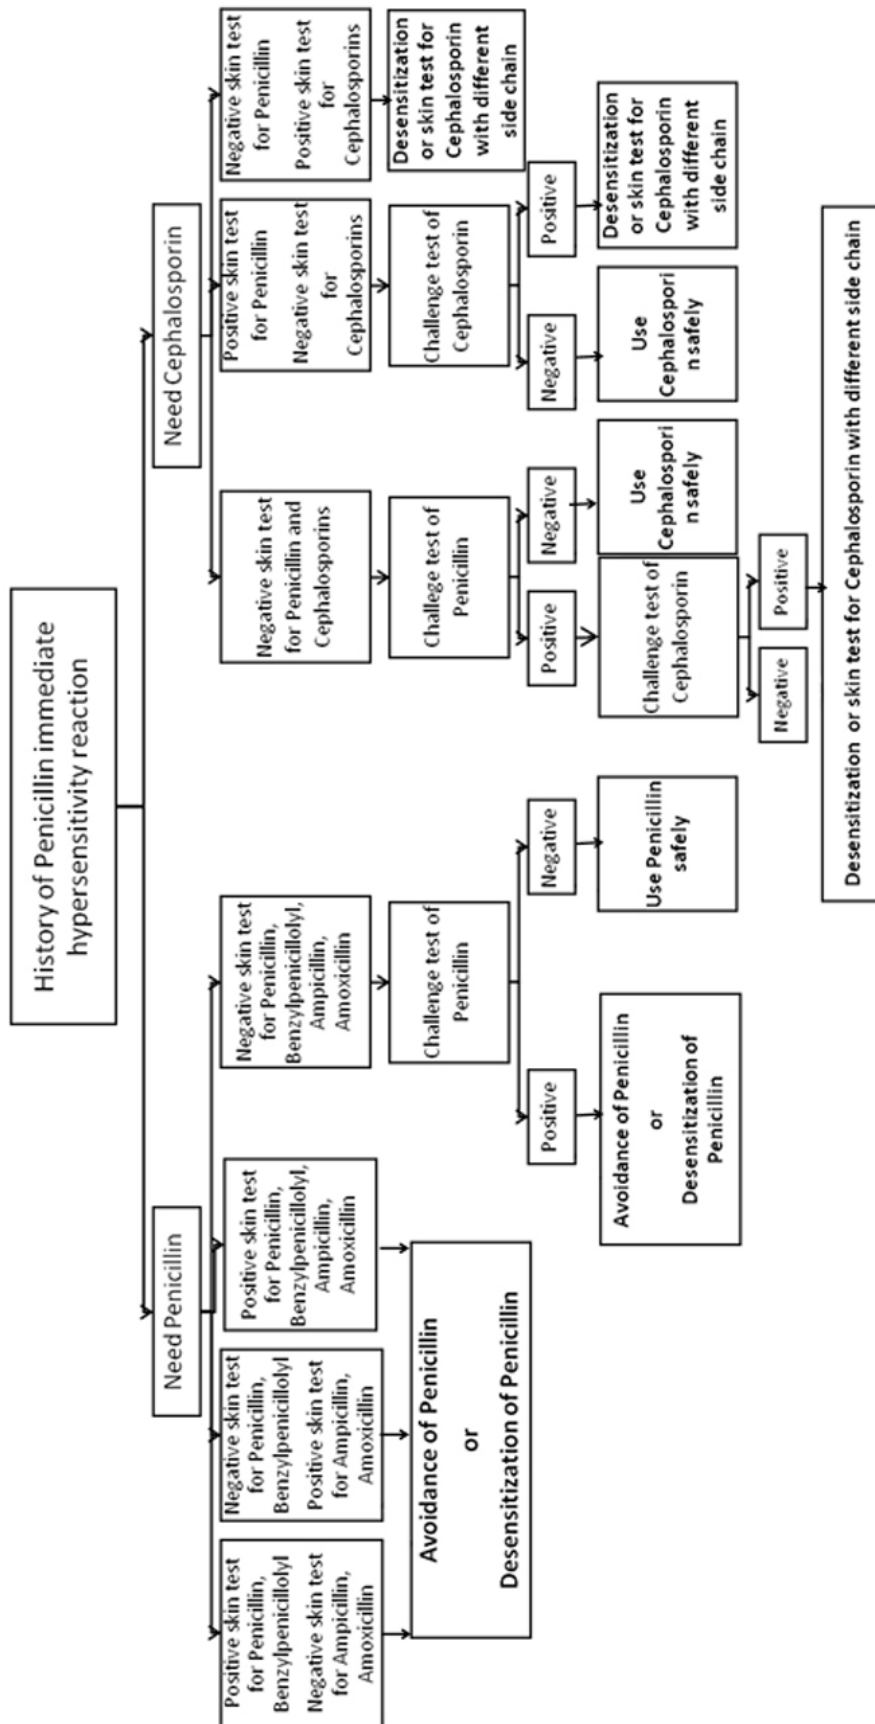 History of Penicillin immediate
hypersensitivity reaction
Need Penicillin
Need Cephalosporin
Positive skin test
for Penicillin,
Benzylpenicillolyl
Negative skin test
for Ampicillin,
Amoxicillin
Negative skin test
for Penicillin,
Benzylpenicillolyl
Positive skin test
for Ampicillin,
Amoxicillin
Positive skin test
for Penicillin,
Benzylpenicillolyl,
Ampicillin,
Amoxicillin
Negative skin test
for Penicillin,
Benzylpenicillolyl,
Ampicillin,
Amoxicillin
Negative skin test
for Penicillin and
Cephalosporins
Positive skin test
for Penicillin
Negative skin test
for
Cephalosporins
Negative skin test
for Penicillin
Positive skin test
for
Cephalosporins
Avoidance of Penicillin
or
Desensitization of Penicillin
Challenge test of
Penicillin
Challege test of
Penicillin
Challenge test of
Cephalosporin
Desensitization
or skin test for
Cephalosporin
with different
side chain
Positive
Negative
Positive
Negative
Negative
Positive
Avoidance of Penicillin
or
Desensitization of
Penicillin
Use Penicillin
safely
Challenge test of
Cephalosporin
Use
Cephalospori
n safely
Use
Cephalospori
n safely
Desensitization
or skin test for
Cephalosporin
with different
side chain
Negative
Positive
Desensitization or skin test for Cephalosporin with different side chain